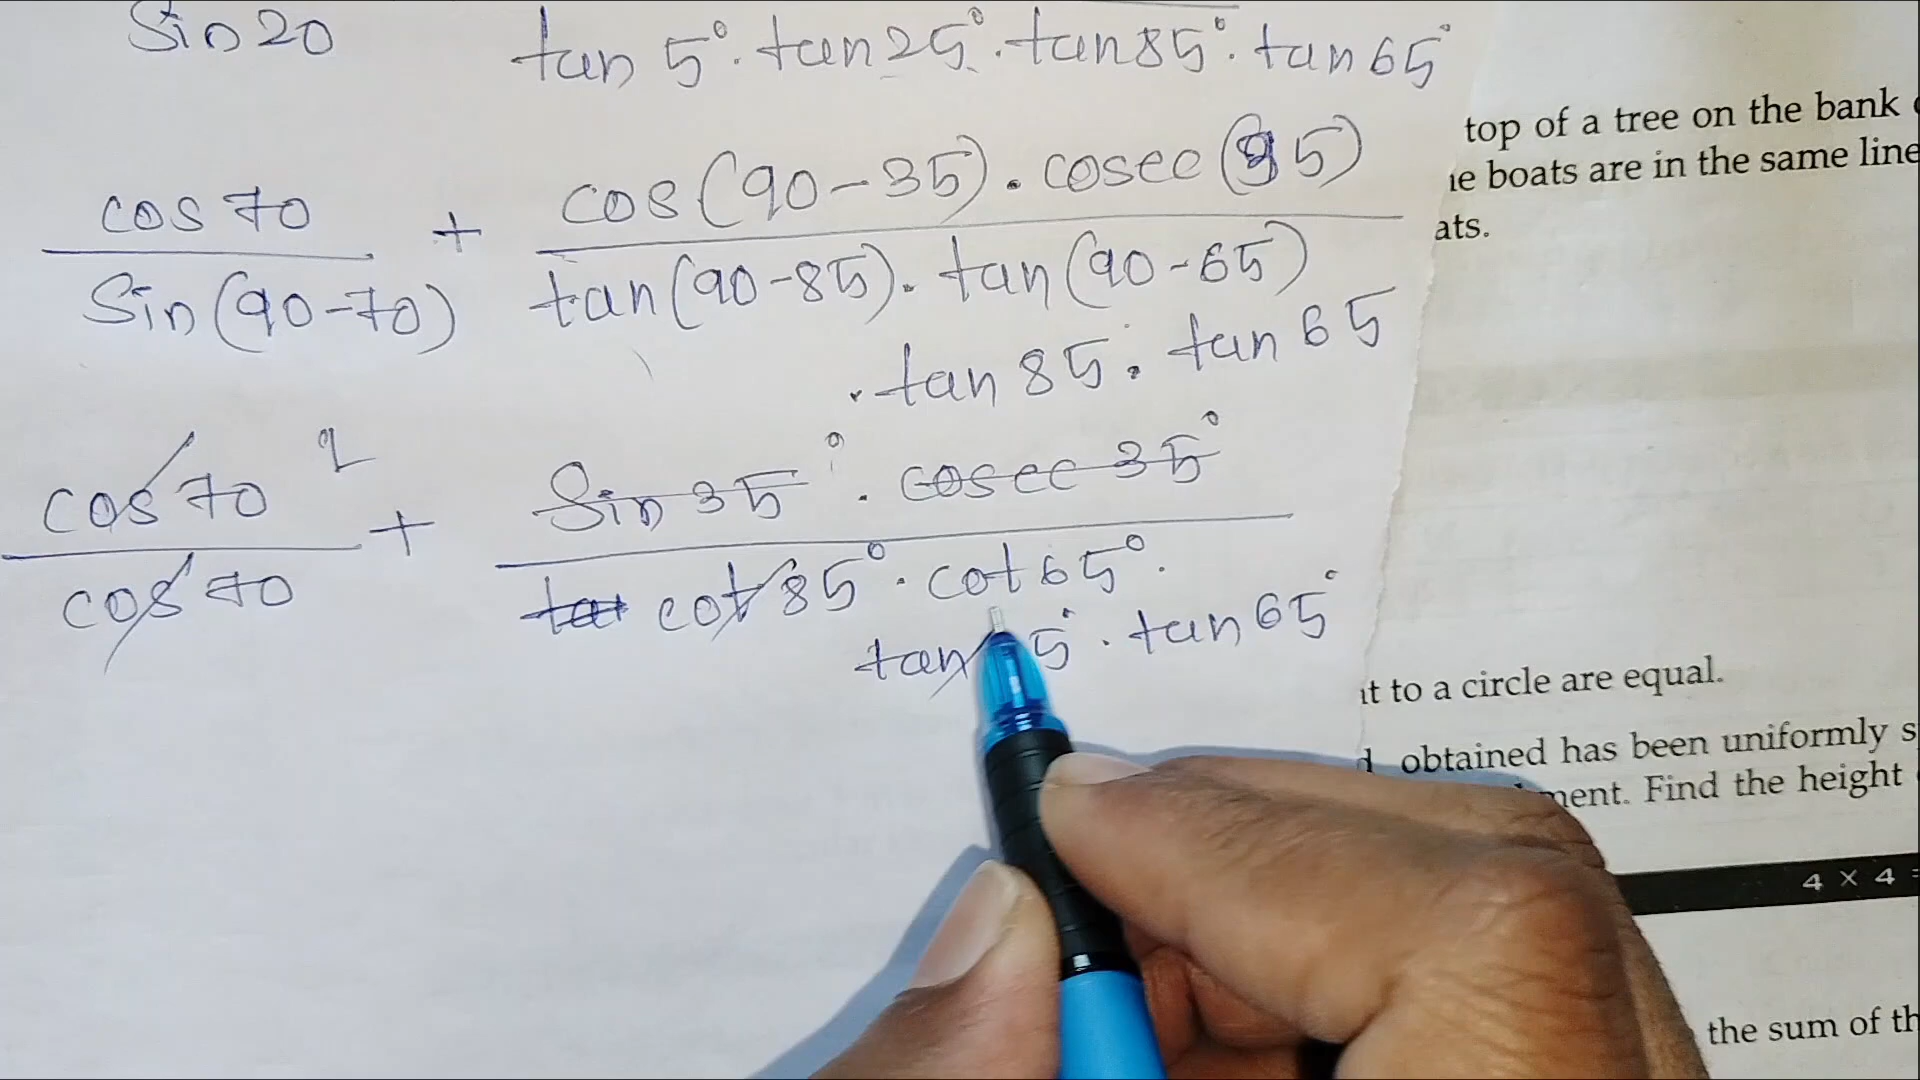 sin 20 tan 5° . tan 25° . tan 85° . tan 65°
cos 70 + cos (90-35) . cosec (35)
sin (90-70) tan (90-85) . tan (90-65)
. tan 85 . tan 65
cos 70 + sin 35° . cosec 35°
cos 70 cot 85° . cot 65° .
tan 5° . tan 65°
top of a tree on the bank
boats are in the same line
ats.
it to a circle are equal.
obtained has been uniformly s
ment. Find the height
4 × 4 =
the sum of th